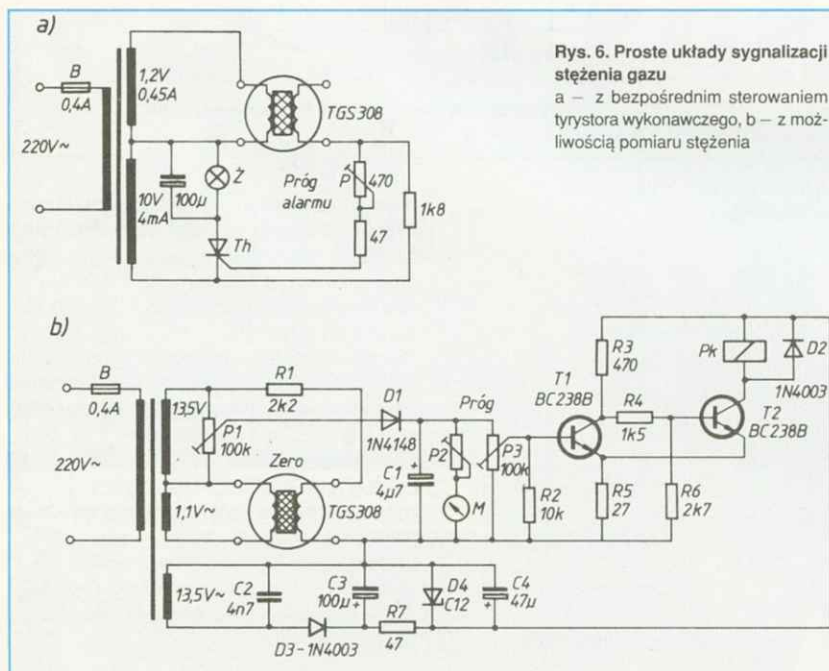 a)
Rys. 6. Proste układy sygnalizacji
stężenia gazu
a – z bezpośrednim sterowaniem
tyrystora wykonawczego, b – z moż-
liwością pomiaru stężenia
B
0,4A
220V~
1,2V
0,45A
TGS308
10V
4mA
100µ
Ż
Próg
alarmu
P
470
47
1k8
Th
b)
B
0,4A
220V~
13,5V
P1
100k
R1
2k2
D1
1N4148
Zero
TGS308
1,1V~
C1
4µ7
+
Próg
P2
P3
100k
M
R2
10k
T1
BC238B
R3
470
R4
1k5
Pk
D2
1N4003
T2
BC238B
R5
27
R6
2k7
13,5V~
C2
4n7
C3
100µ
+
D4
C12
C4
47µ
+
R7
47
D3-1N4003